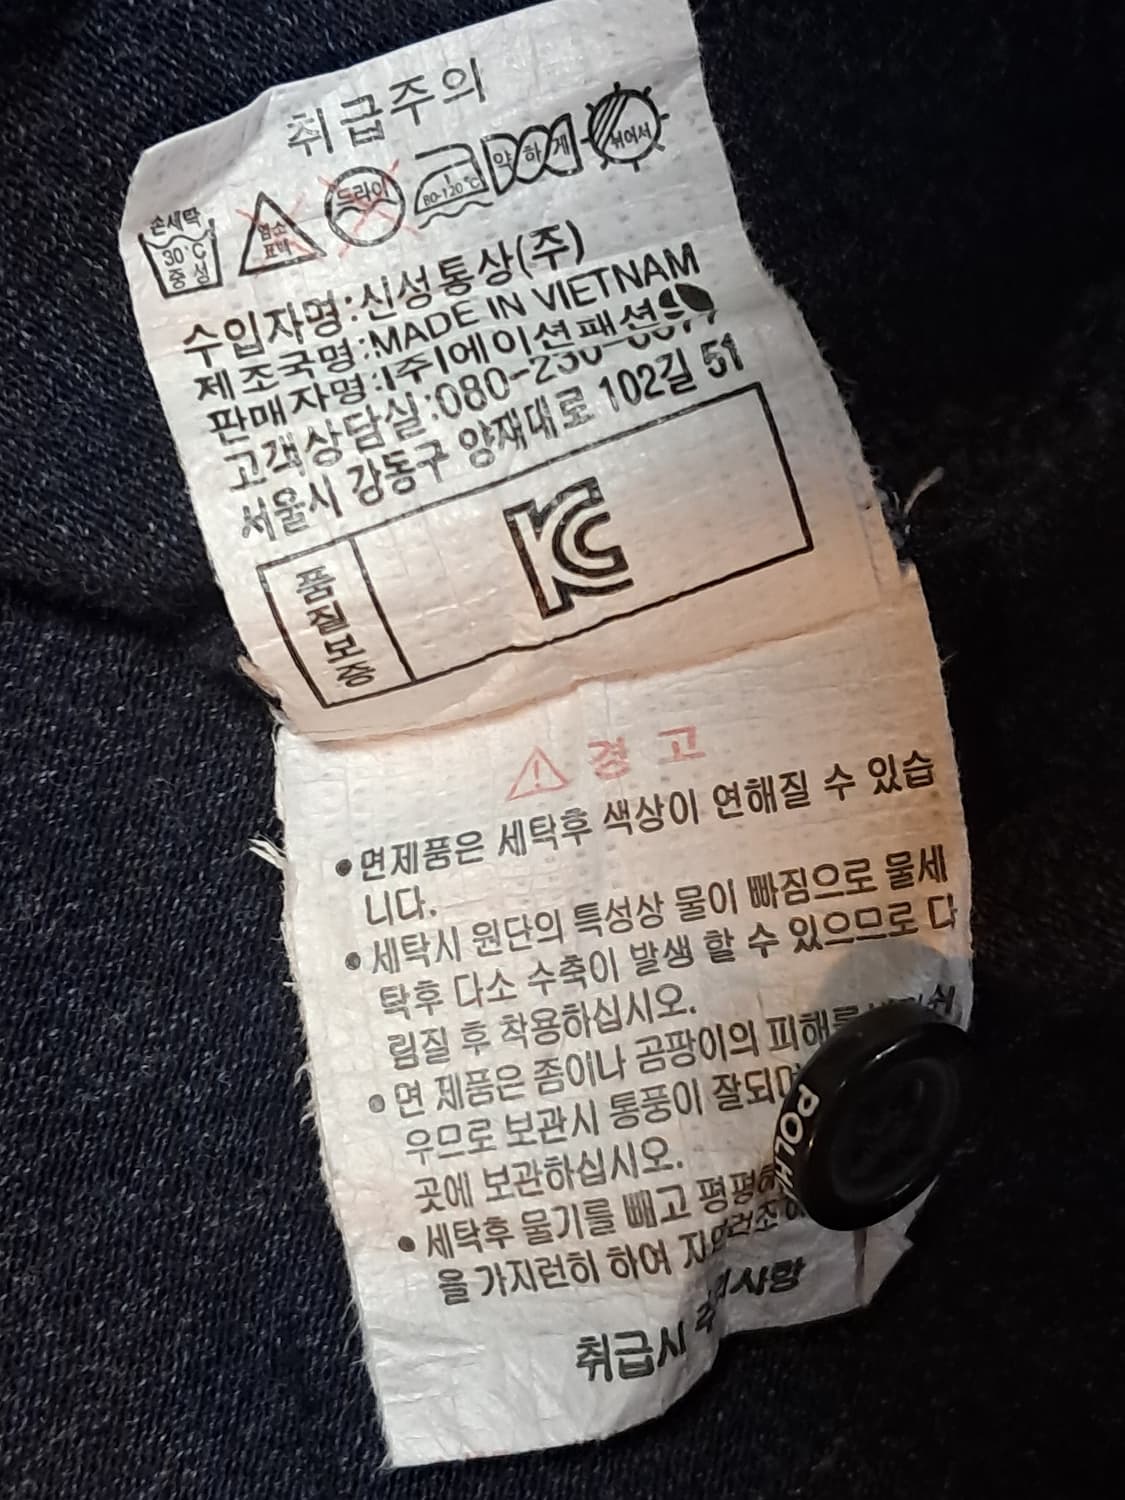 취급주의
손세탁
30°C
중성
염소
표백
드라이
80-120°C
약하게
뉘어서
수입자명:신성통상(주)
제조국명:MADE IN VIETNAM
판매자명:(주)에이션패션
고객상담실:080-230-
서울시 강동구 양재대로 102길 51
품질보증
KC
경 고
●면제품은 세탁후 색상이 연해질 수 있습
니다.
●세탁시 원단의 특성상 물이 빠짐으로 물세
탁후 다소 수축이 발생 할 수 있으므로 다
림질 후 착용하십시오.
●면 제품은 좀이나 곰팡이의 피해를
우므로 보관시 통풍이 잘되며
곳에 보관하십시오.
●세탁후 물기를 빼고
을 가지런히 하여
취급시